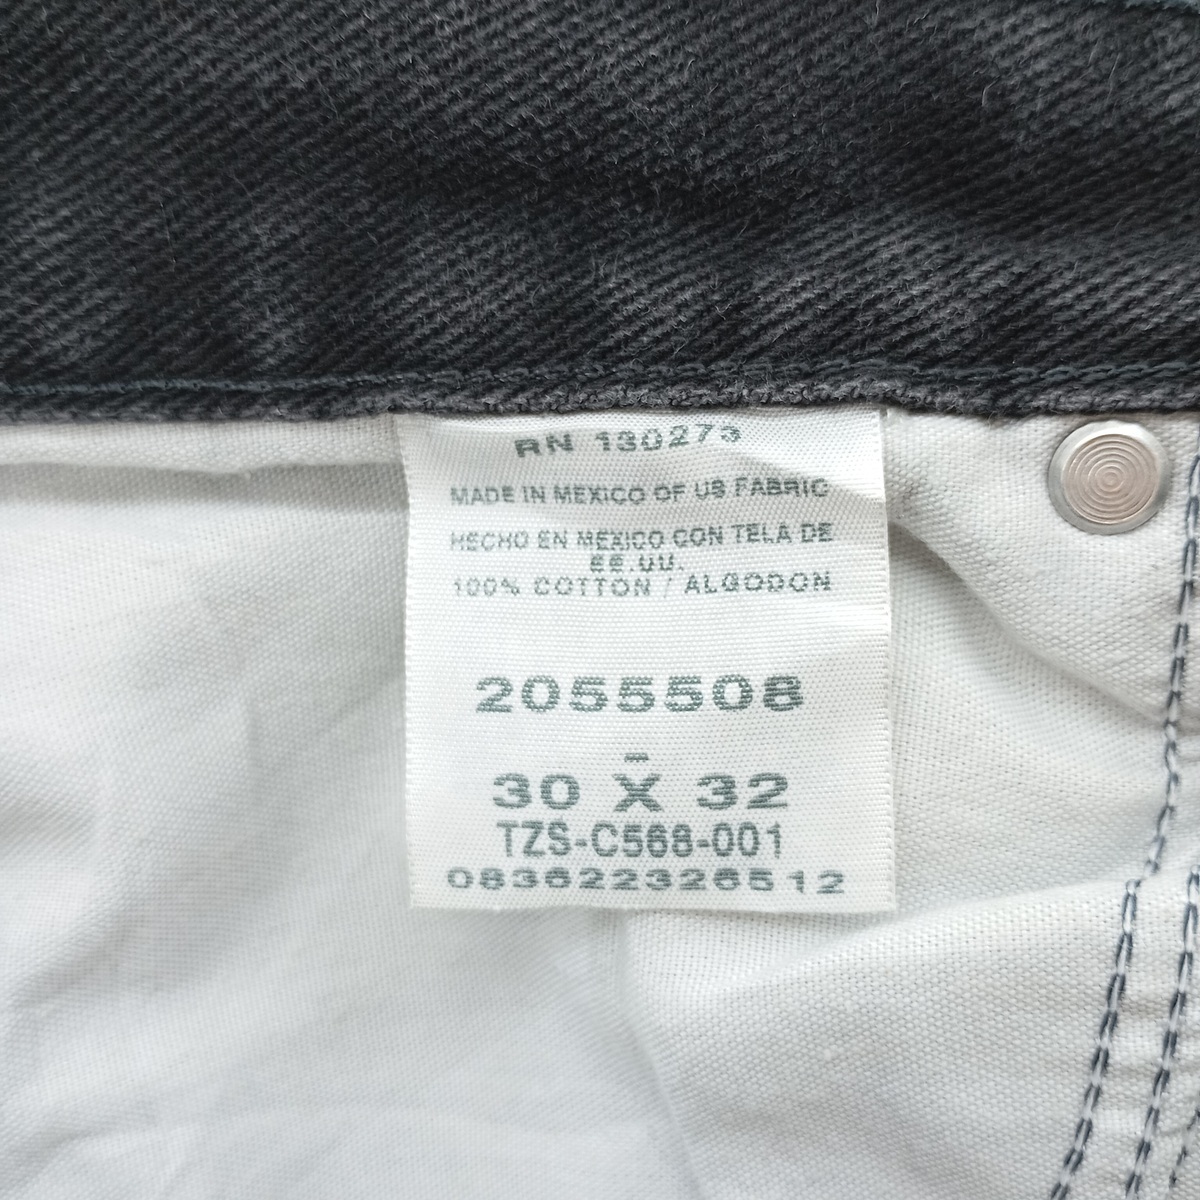 RN 130273
MADE IN MEXICO OF US FABRIC
HECHO EN MEXICO CON TELA DE
EE.UU.
100% COTTON / ALGODON
2055508
-
30 X 32
TZS-C568-001
083622326512